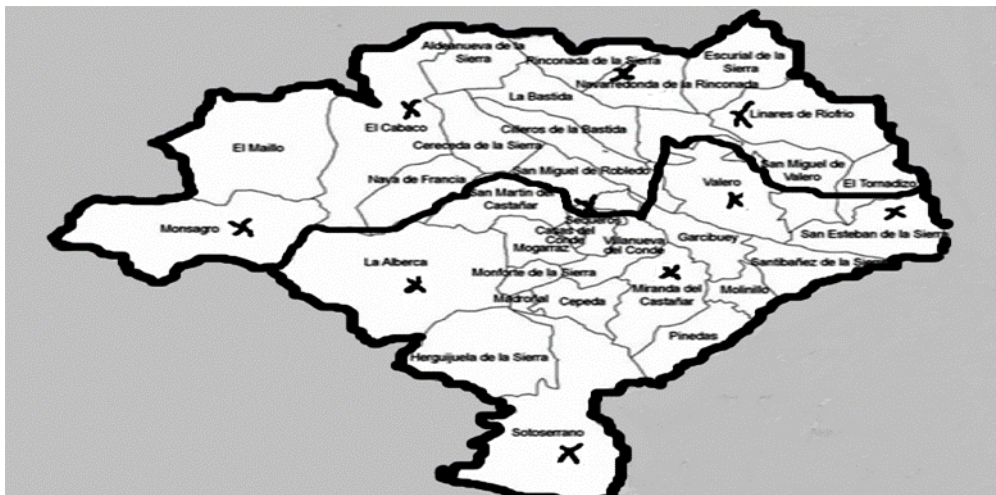 Aldeanueva de la
Sierra
Rinconada de la Sierra
Escurial de la
Sierra
Navarredonda de la Rinconada
La Bastida
Linares de Riofrio
El Cabaco
Cilleros de la Bastida
El Maillo
Cereceda de la Sierra
San Miguel de
Valero
Nava de Francia
San Miguel de Robledo
Valero
El Tornadizo
San Martin del
Castañar
Monsagro
Sequeros
Casas del
Conde
Villanueva
del Conde
Garcibuey
San Esteban de la Sierra
Mogarraz
La Alberca
Santibañez de la Sierra
Monforte de la Sierra
Miranda del
Castañar
Molinillo
Madroñal
Cepeda
Pinedas
Herguijuela de la Sierra
Sotoserrano